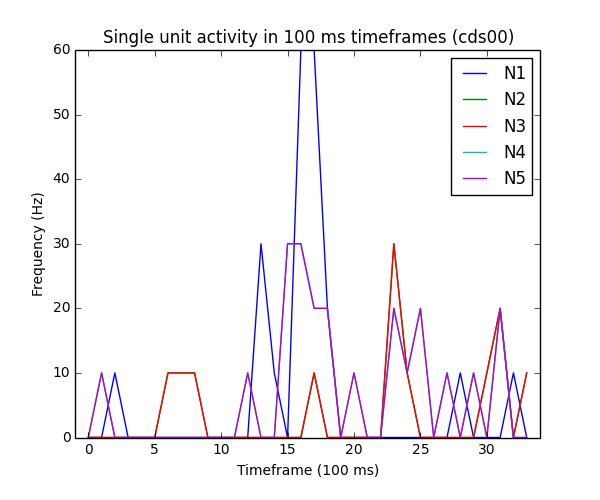 Single unit activity in 100 ms timeframes (cds00)
60
50
40
30
20
10
0
Frequency (Hz)
N1
N2
N3
N4
N5
0 5 10 15 20 25 30
Timeframe (100 ms)